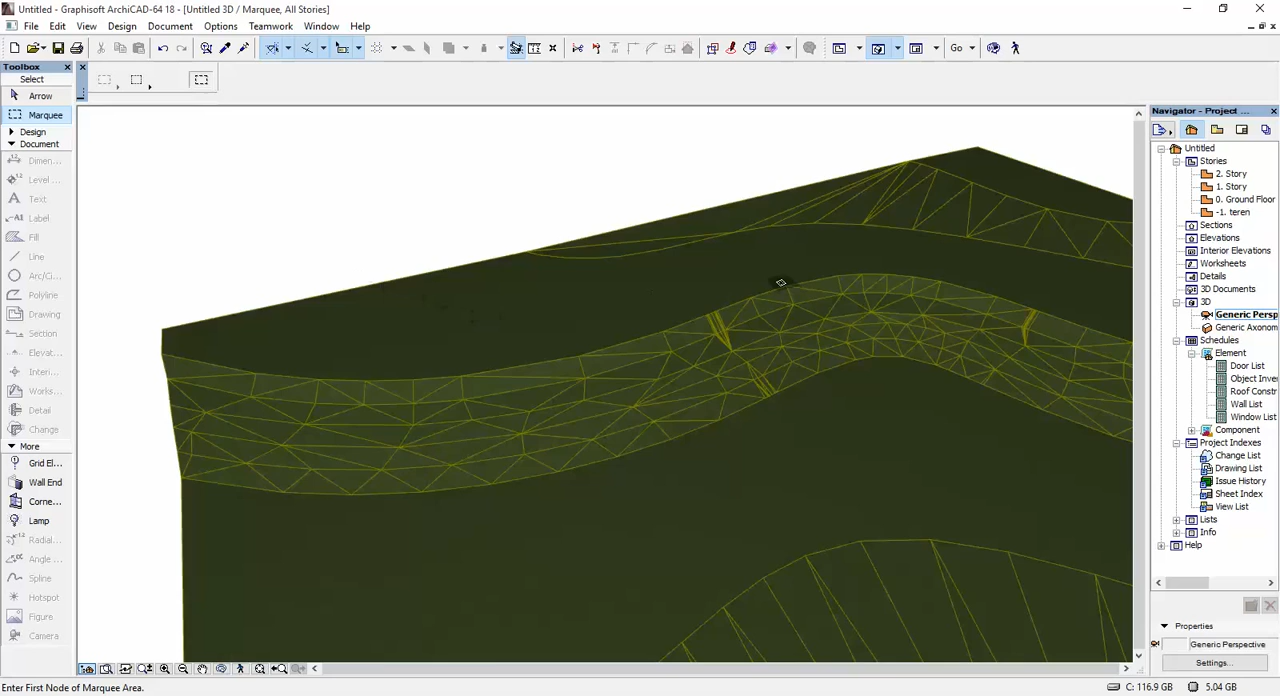 Untitled - Graphisoft ArchiCAD-64 18 - [Untitled 3D / Marquee, All Stories]
File Edit View Design Document Options Teamwork Window Help
Toolbox
Select
Arrow
Marquee
Design
Document
Dimen...
Level ...
Text
Label
Fill
Line
Arc/Ci...
Polyline
Drawing
Section
Elevat...
Interi...
Works...
Detail
Change
More
Grid El...
Wall End
Corne...
Lamp
Radial...
Angle ...
Spline
Hotspot
Figure
Camera
Go
Navigator - Project ...
Untitled
Stories
2. Story
1. Story
0. Ground Floor
-1. teren
Sections
Elevations
Interior Elevations
Worksheets
Details
3D Documents
3D
Generic Persp
Generic Axonom
Schedules
Element
Door List
Object Inve
Roof Constr
Wall List
Window List
Component
Project Indexes
Change List
Drawing List
Issue History
Sheet Index
View List
Lists
Info
Help
Properties
Generic Perspective
Settings...
Enter First Node of Marquee Area.
C: 116.9 GB
5.04 GB